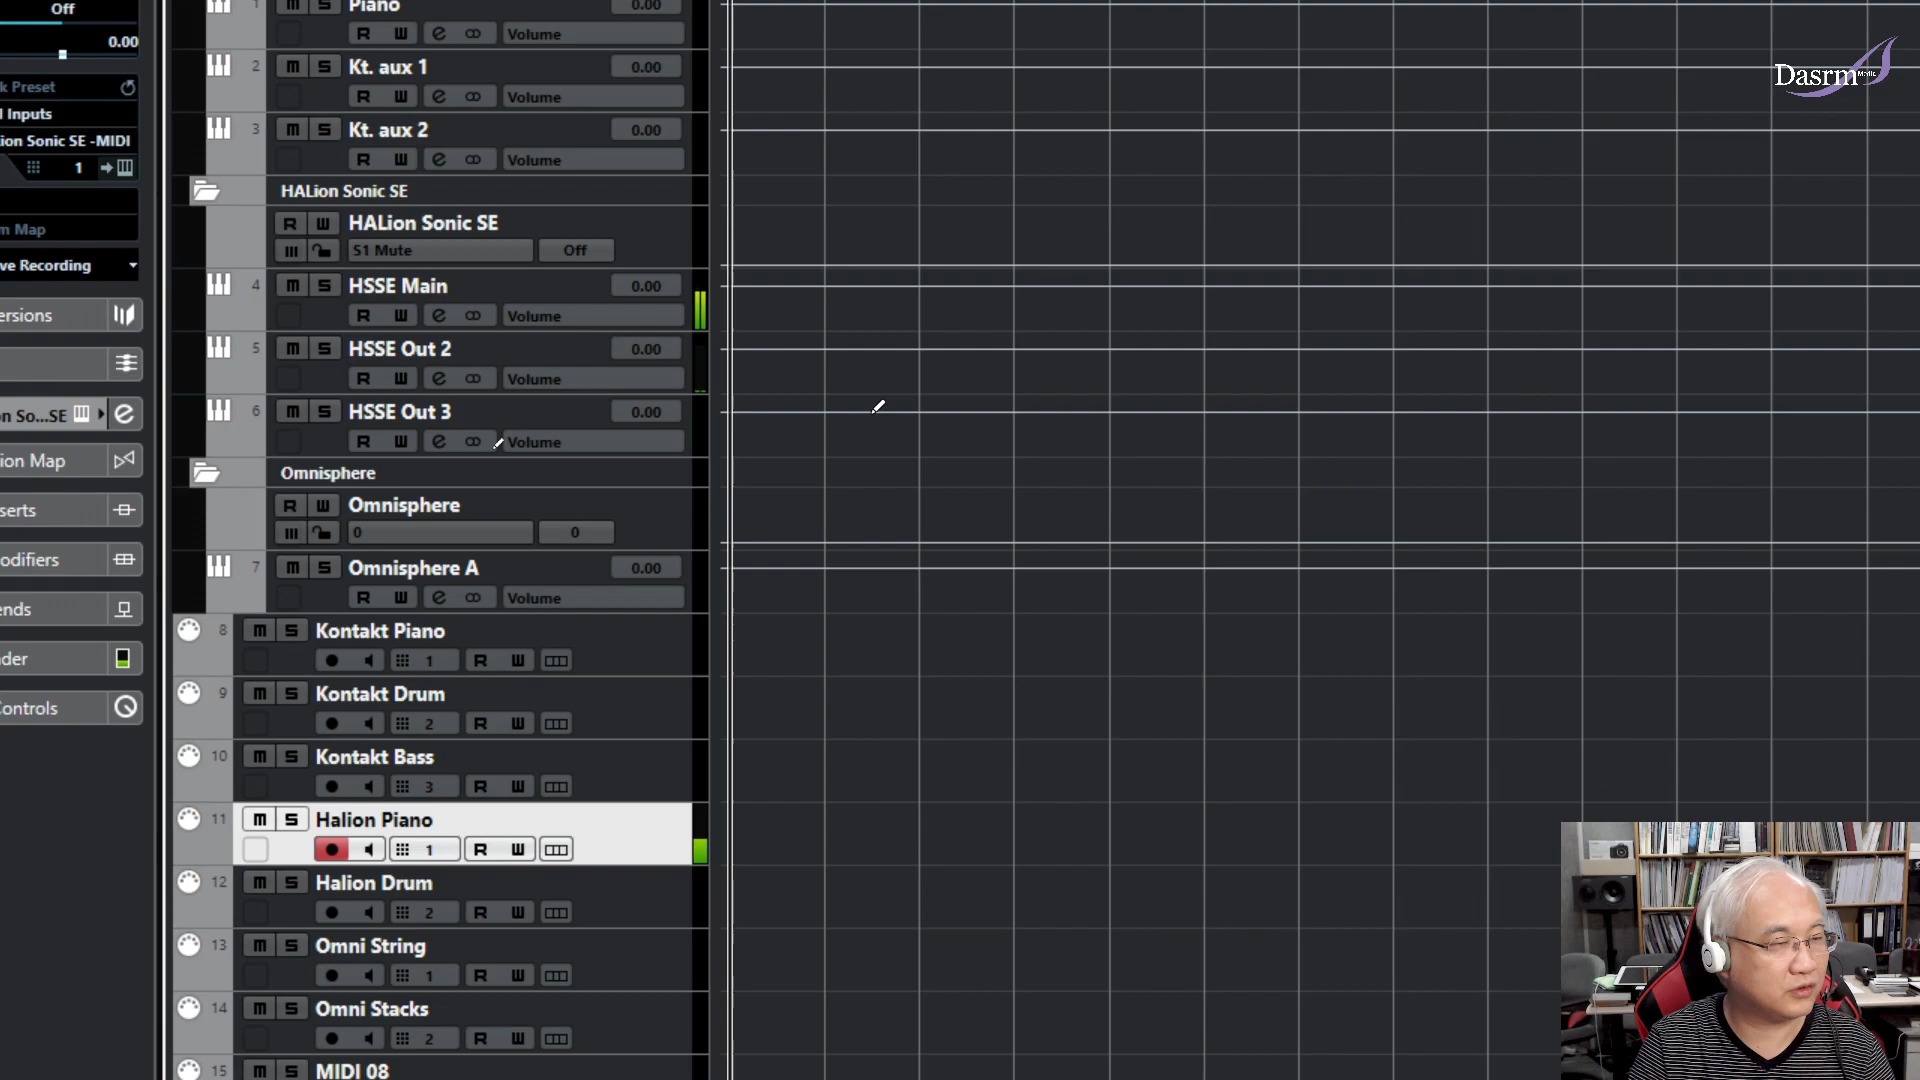 Off
0.00
k Preset
l Inputs
ion Sonic SE -MIDI
1
m Map
ve Recording
ersions
on So...SE
ion Map
serts
odifiers
ends
der
Controls
1 M S Piano 0.00
R W e Volume
2 M S Kt. aux 1 0.00
R W e Volume
3 M S Kt. aux 2 0.00
R W e Volume
HALion Sonic SE
R W HALion Sonic SE
S1 Mute Off
4 M S HSSE Main 0.00
R W e Volume
5 M S HSSE Out 2 0.00
R W e Volume
6 M S HSSE Out 3 0.00
R W e Volume
Omnisphere
R W Omnisphere
0 0
7 M S Omnisphere A 0.00
R W e Volume
8 M S Kontakt Piano
1 R W
9 M S Kontakt Drum
2 R W
10 M S Kontakt Bass
3 R W
11 M S Halion Piano
1 R W
12 M S Halion Drum
2 R W
13 M S Omni String
1 R W
14 M S Omni Stacks
2 R W
15 M S MIDI 08
Dasrm Media